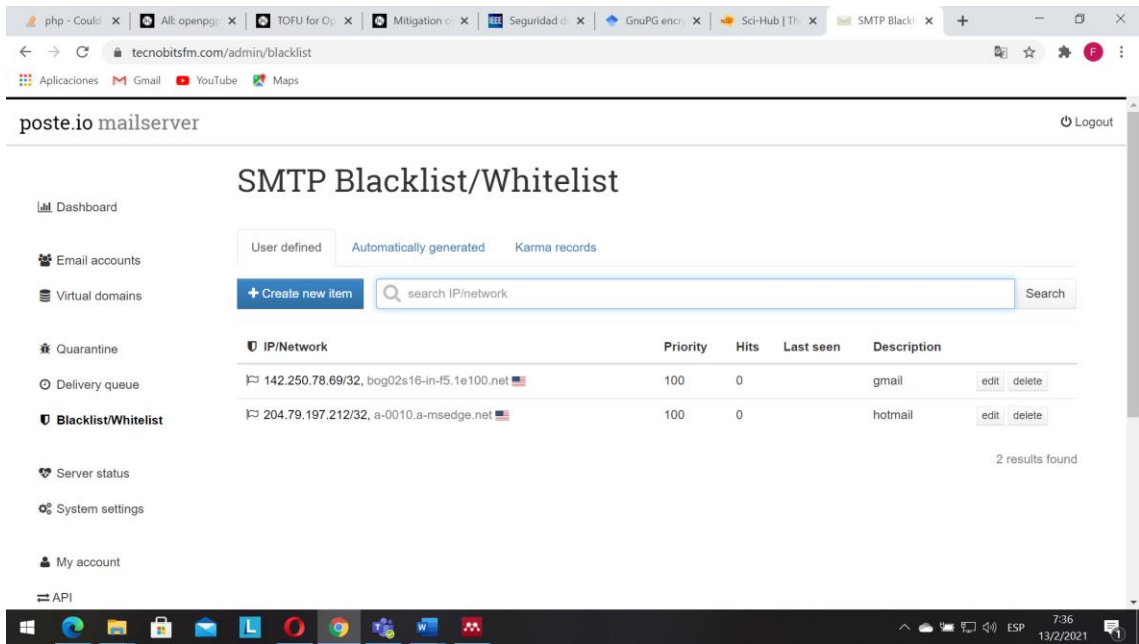 php - Could
All: openpgp
TOFU for Op
Mitigation o
IEEE Seguridad d
GnuPG encry
Sci-Hub | Th
SMTP Blackl
tecnobitsfm.com/admin/blacklist
F
Aplicaciones Gmail YouTube Maps
poste.io mailserver
Logout
SMTP Blacklist/Whitelist
Dashboard
User defined Automatically generated Karma records
Email accounts
Virtual domains
+ Create new item search IP/network Search
Quarantine
IP/Network Priority Hits Last seen Description
Delivery queue
142.250.78.69/32, bog02s16-in-f5.1e100.net 100 0 gmail edit delete
Blacklist/Whitelist
204.79.197.212/32, a-0010.a-msedge.net 100 0 hotmail edit delete
2 results found
Server status
System settings
My account
API
L
ESP
7:36
13/2/2021
1